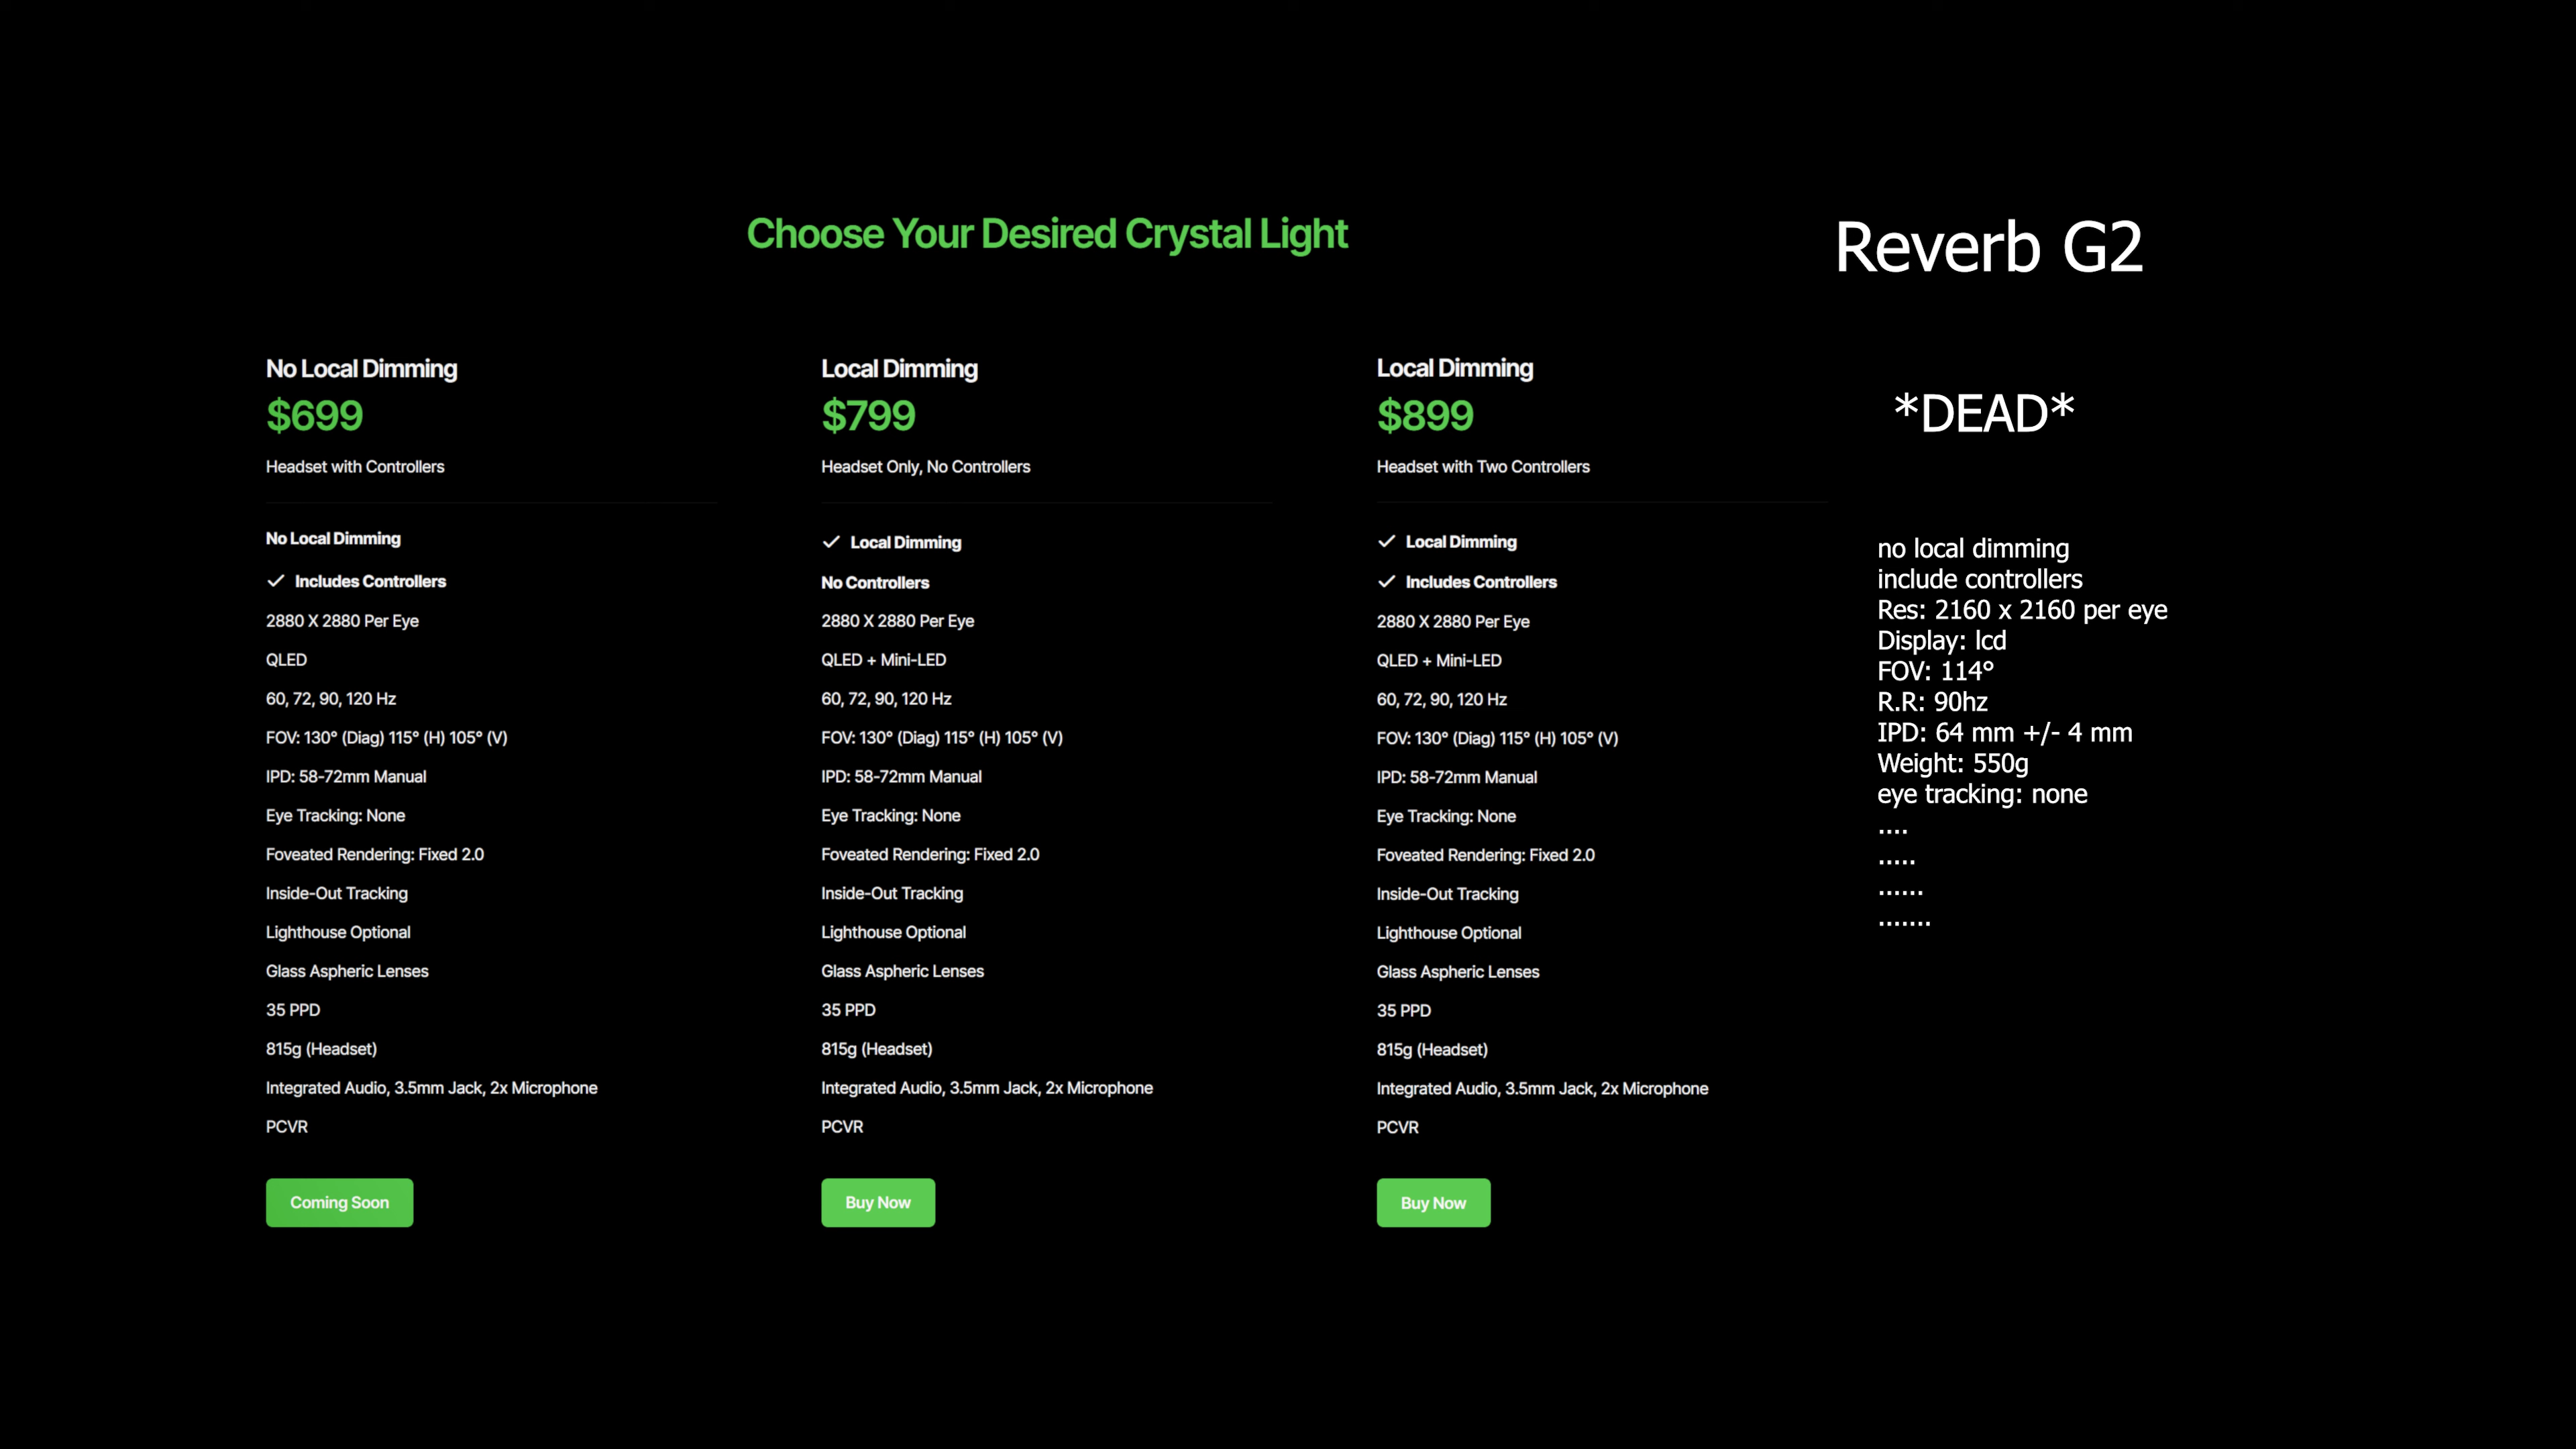 Choose Your Desired Crystal Light
No Local Dimming
$699
Headset with Controllers
No Local Dimming
Includes Controllers
2880 X 2880 Per Eye
QLED
60, 72, 90, 120 Hz
FOV: 130° (Diag) 115° (H) 105° (V)
IPD: 58-72mm Manual
Eye Tracking: None
Foveated Rendering: Fixed 2.0
Inside-Out Tracking
Lighthouse Optional
Glass Aspheric Lenses
35 PPD
815g (Headset)
Integrated Audio, 3.5mm Jack, 2x Microphone
PCVR
Coming Soon
Local Dimming
$799
Headset Only, No Controllers
Local Dimming
No Controllers
2880 X 2880 Per Eye
QLED + Mini-LED
60, 72, 90, 120 Hz
FOV: 130° (Diag) 115° (H) 105° (V)
IPD: 58-72mm Manual
Eye Tracking: None
Foveated Rendering: Fixed 2.0
Inside-Out Tracking
Lighthouse Optional
Glass Aspheric Lenses
35 PPD
815g (Headset)
Integrated Audio, 3.5mm Jack, 2x Microphone
PCVR
Buy Now
Local Dimming
$899
Headset with Two Controllers
Local Dimming
Includes Controllers
2880 X 2880 Per Eye
QLED + Mini-LED
60, 72, 90, 120 Hz
FOV: 130° (Diag) 115° (H) 105° (V)
IPD: 58-72mm Manual
Eye Tracking: None
Foveated Rendering: Fixed 2.0
Inside-Out Tracking
Lighthouse Optional
Glass Aspheric Lenses
35 PPD
815g (Headset)
Integrated Audio, 3.5mm Jack, 2x Microphone
PCVR
Buy Now
Reverb G2
*DEAD*
no local dimming
include controllers
Res: 2160 x 2160 per eye
Display: lcd
FOV: 114°
R.R: 90hz
IPD: 64 mm +/- 4 mm
Weight: 550g
eye tracking: none
....
.....
......
.......